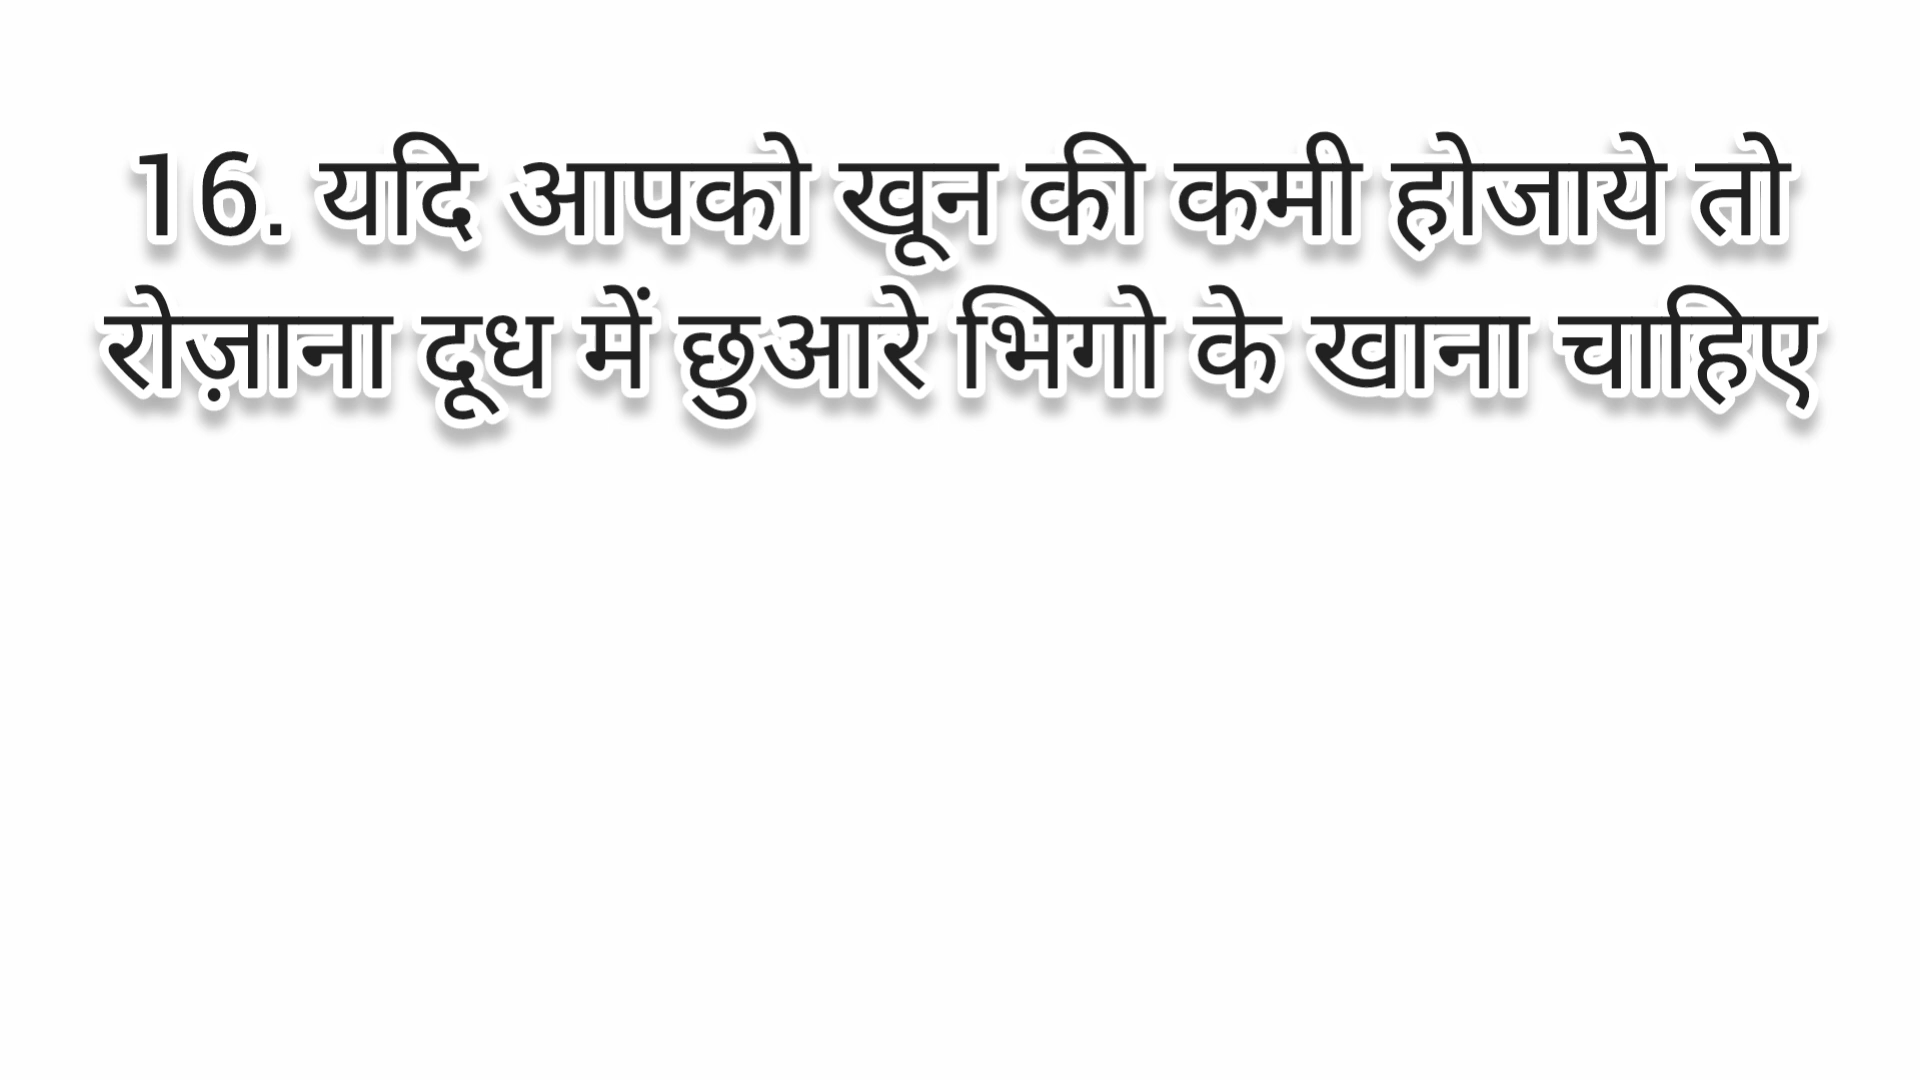 16. यदि आपको खून की कमी होजाये तो
रोज़ाना दूध में छुआरे भिगो के खाना चाहिए